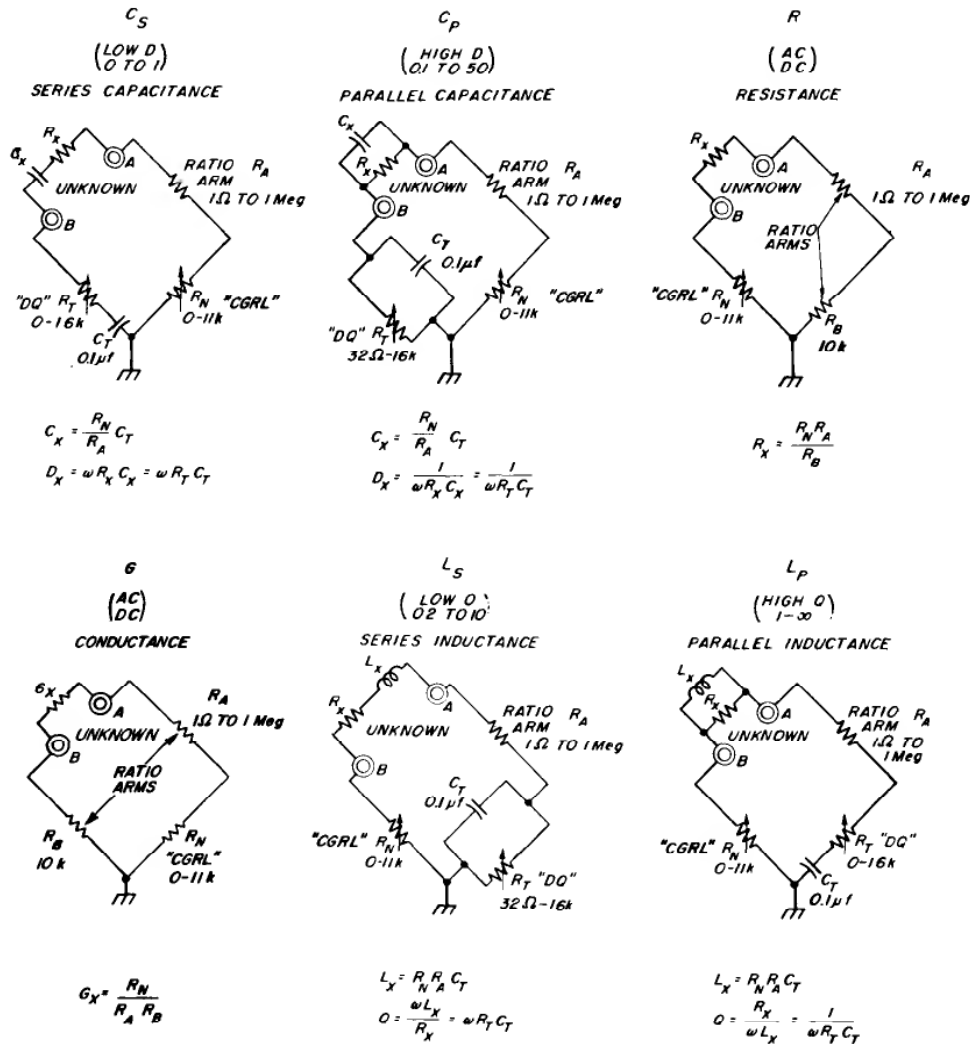 C_S
(LOW D
0 TO 1)
SERIES CAPACITANCE
R_X
C_X
A
UNKNOWN
B
RATIO ARM R_A
1Ω TO 1 Meg
"DQ" R_T
0-16k
C_T
0.1μf
R_N "CGRL"
0-11k
C_X = R_N/R_A C_T
D_X = ωR_X C_X = ωR_T C_T
C_P
(HIGH D
0.1 TO 50)
PARALLEL CAPACITANCE
C_X
R_X
A
UNKNOWN
B
RATIO ARM R_A
1Ω TO 1 Meg
C_T
0.1μf
"DQ" R_T
32Ω-16k
R_N "CGRL"
0-11k
C_X = R_N/R_A C_T
D_X = 1/ωR_X C_X = 1/ωR_T C_T
R
(AC
DC)
RESISTANCE
R_X
A
UNKNOWN
B
R_A
1Ω TO 1 Meg
RATIO
ARMS
"CGRL" R_N
0-11k
R_B
10k
R_X = R_N R_A/R_B
G
(AC
DC)
CONDUCTANCE
G_X
A
UNKNOWN
B
R_A
1Ω TO 1 Meg
RATIO
ARMS
R_B
10k
R_N
"CGRL"
0-11k
G_X = R_N/R_A R_B
L_S
(LOW Q
0.2 TO 10)
SERIES INDUCTANCE
L_X
R_X
A
UNKNOWN
B
RATIO ARM R_A
1Ω TO 1 Meg
C_T
0.1μf
"CGRL" R_N
0-11k
R_T "DQ"
32Ω-16k
L_X = R_N R_A C_T
Q = ωL_X/R_X = ωR_T C_T
L_P
(HIGH Q
1-∞)
PARALLEL INDUCTANCE
L_X
R_X
A
UNKNOWN
B
RATIO ARM R_A
1Ω TO
1 Meg
"CGRL" R_N
0-11k
R_T "DQ"
0-16k
C_T
0.1μf
L_X = R_N R_A C_T
Q = R_X/ωL_X = 1/ωR_T C_T